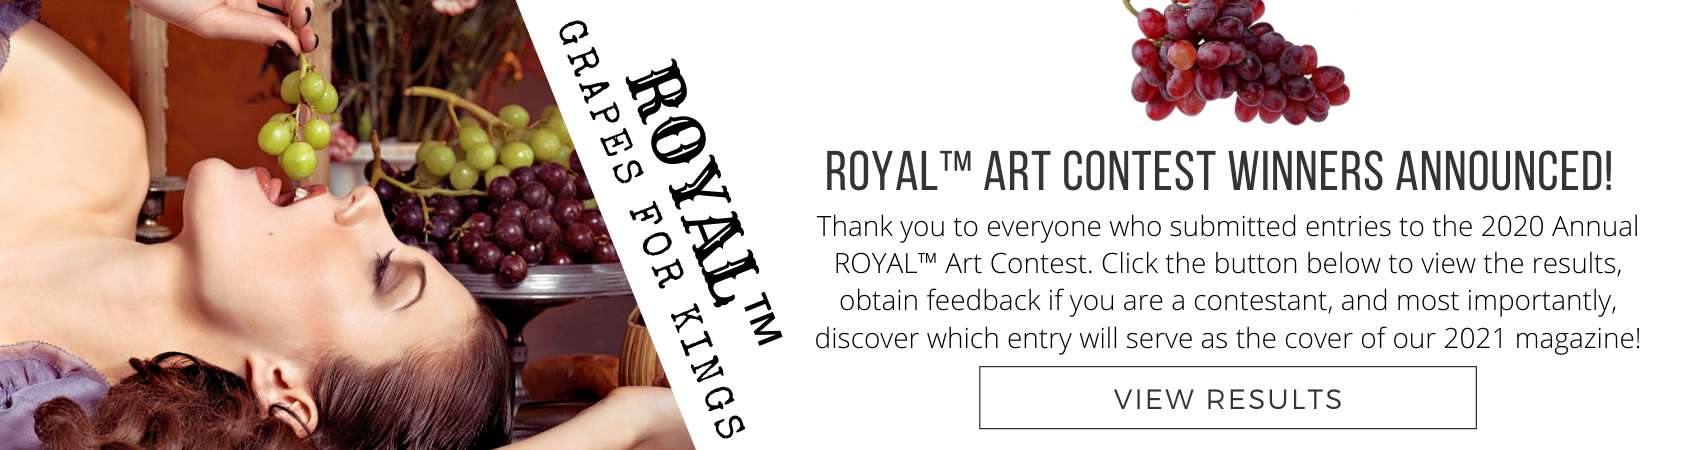 ROYAL™
GRAPES FOR KINGS
ROYAL™ ART CONTEST WINNERS ANNOUNCED!
Thank you to everyone who submitted entries to the 2020 Annual
ROYAL™ Art Contest. Click the button below to view the results,
obtain feedback if you are a contestant, and most importantly,
discover which entry will serve as the cover of our 2021 magazine!
VIEW RESULTS